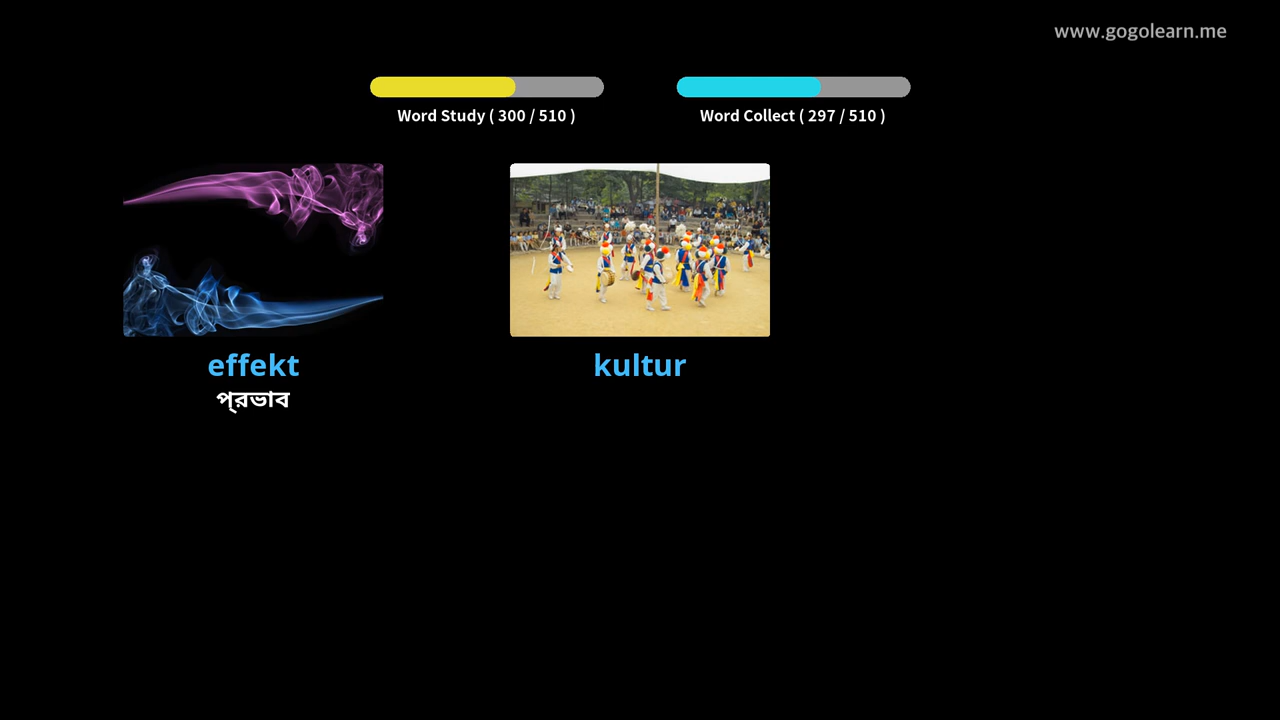 www.gogolearn.me
Word Study ( 300 / 510 )
Word Collect ( 297 / 510 )
effekt
প্রভাব
kultur